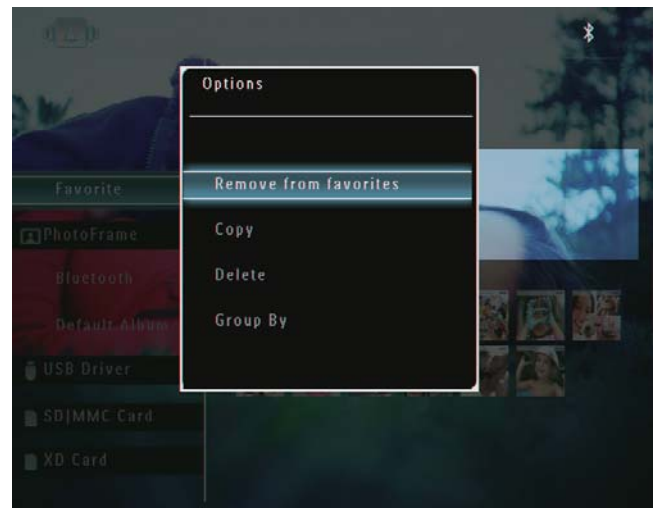 Options
Remove from favorites
Copy
Delete
Group By
Favorite
PhotoFrame
Bluetooth
Default Album
USB Driver
SD|MMC Card
XD Card